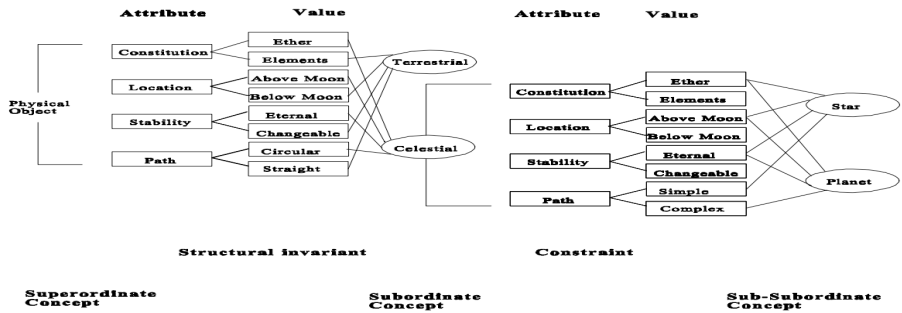 Attribute
Value
Attribute
Value
Physical
Object
Constitution
Location
Stability
Path
Ether
Elements
Above Moon
Below Moon
Eternal
Changeable
Circular
Straight
Terrestrial
Celestial
Constitution
Location
Stability
Path
Ether
Elements
Above Moon
Below Moon
Eternal
Changeable
Simple
Complex
Star
Planet
Structural invariant
Constraint
Superordinate
Concept
Subordinate
Concept
Sub-Subordinate
Concept